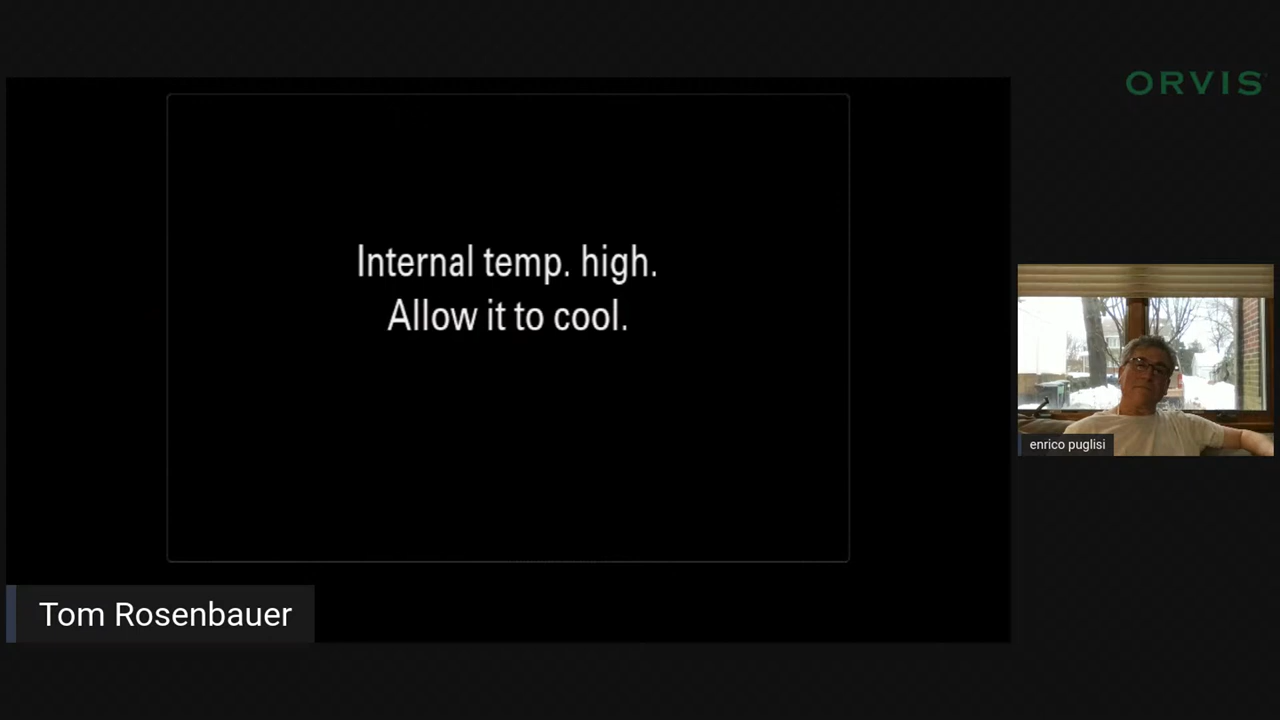 ORVIS
Internal temp. high.
Allow it to cool.
enrico puglisi
Tom Rosenbauer